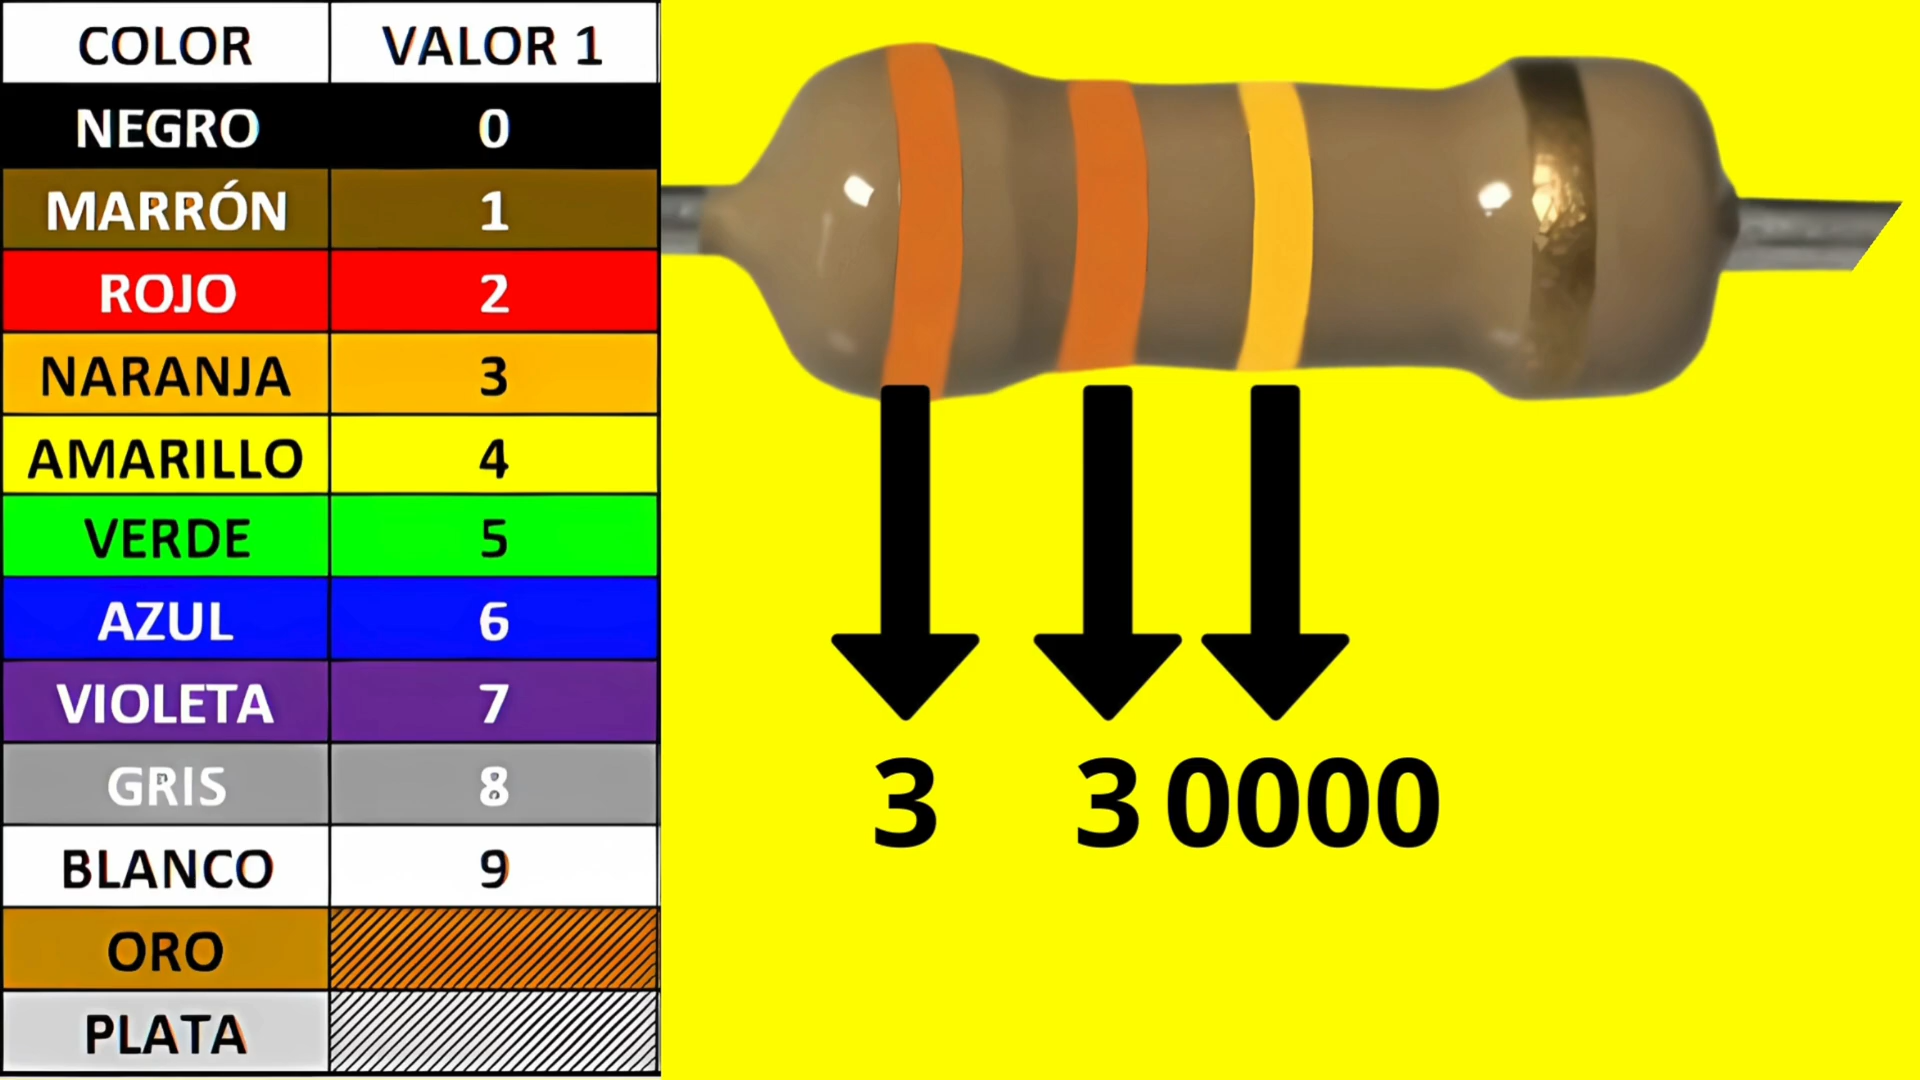 COLOR VALOR 1
NEGRO 0
MARRÓN 1
ROJO 2
NARANJA 3
AMARILLO 4
VERDE 5
AZUL 6
VIOLETA 7
GRIS 8
BLANCO 9
ORO
PLATA
3 3 0000